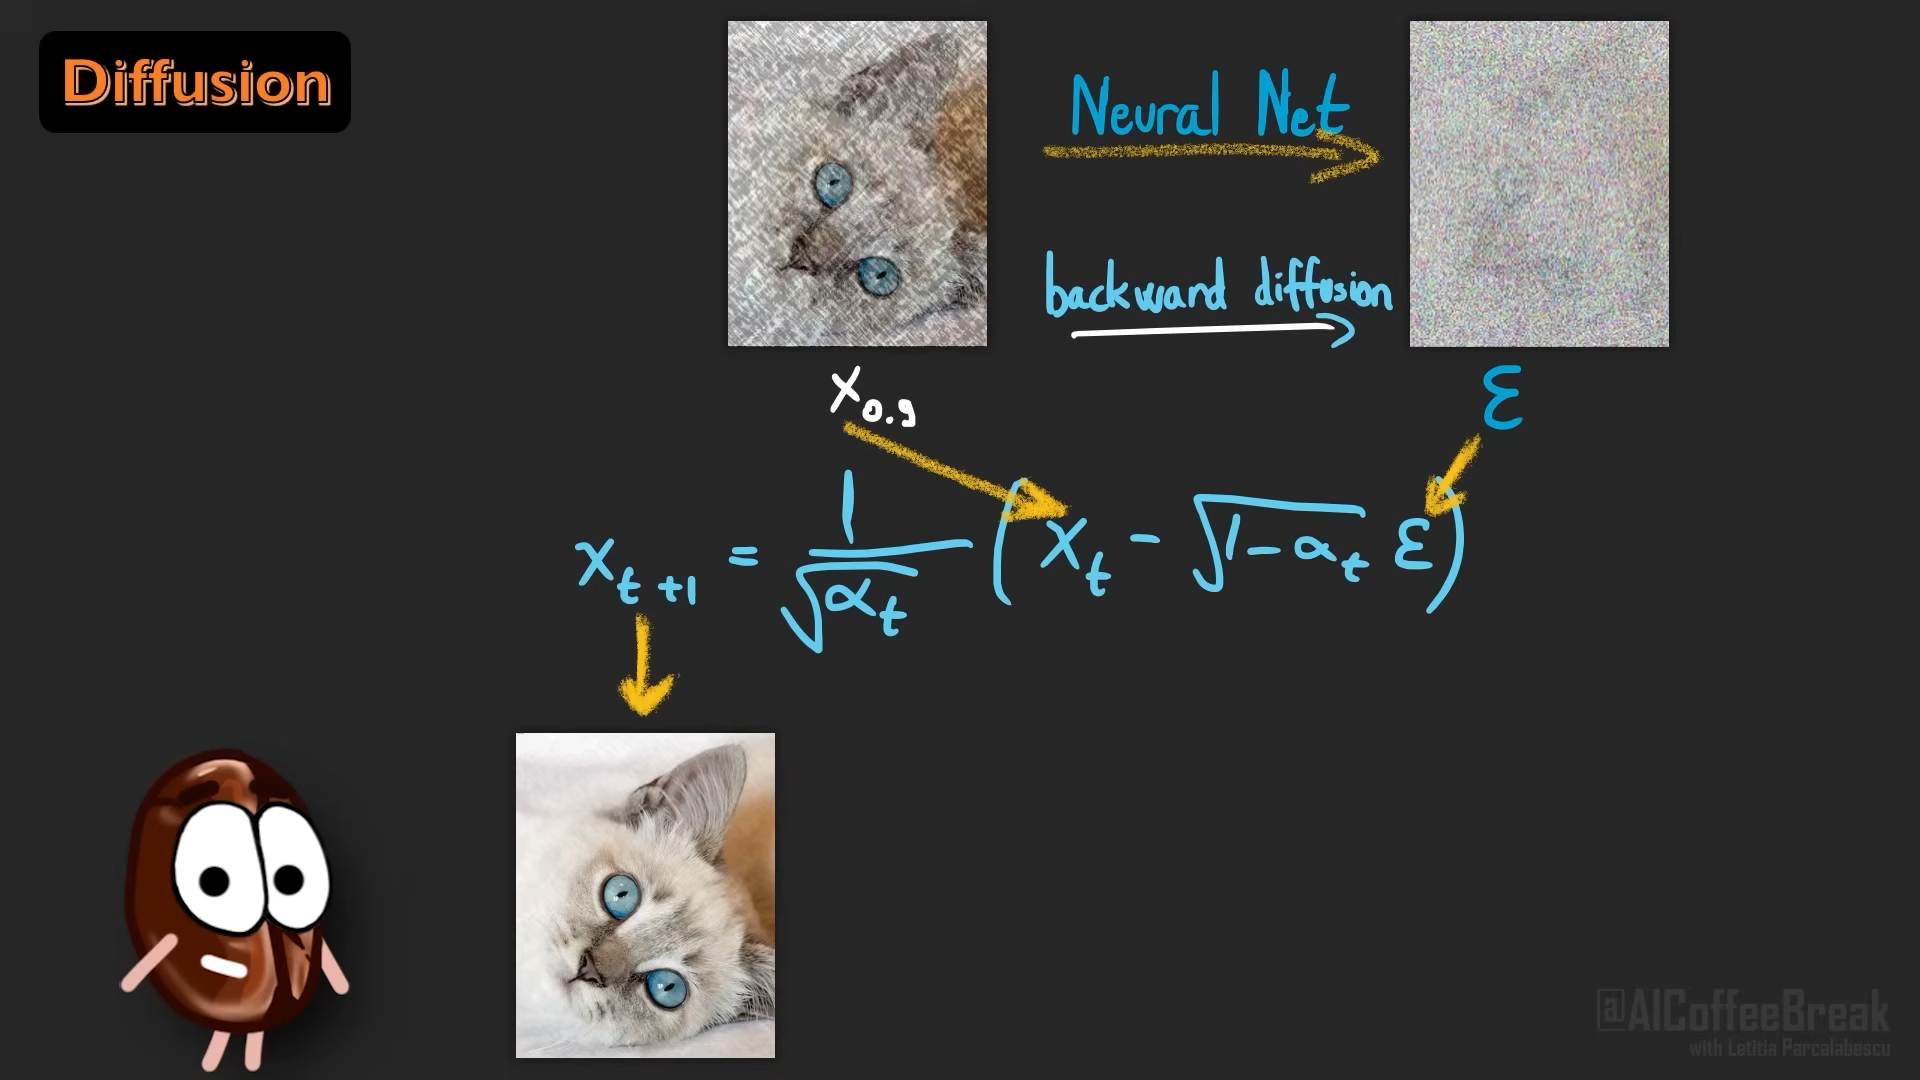 Diffusion
Neural Net
backward diffusion
x₀.₉
ε
xₜ₊₁ = 1/√αₜ (xₜ − √(1−αₜ) ε)
@AICoffeeBreak
with Letitia Parcalabescu